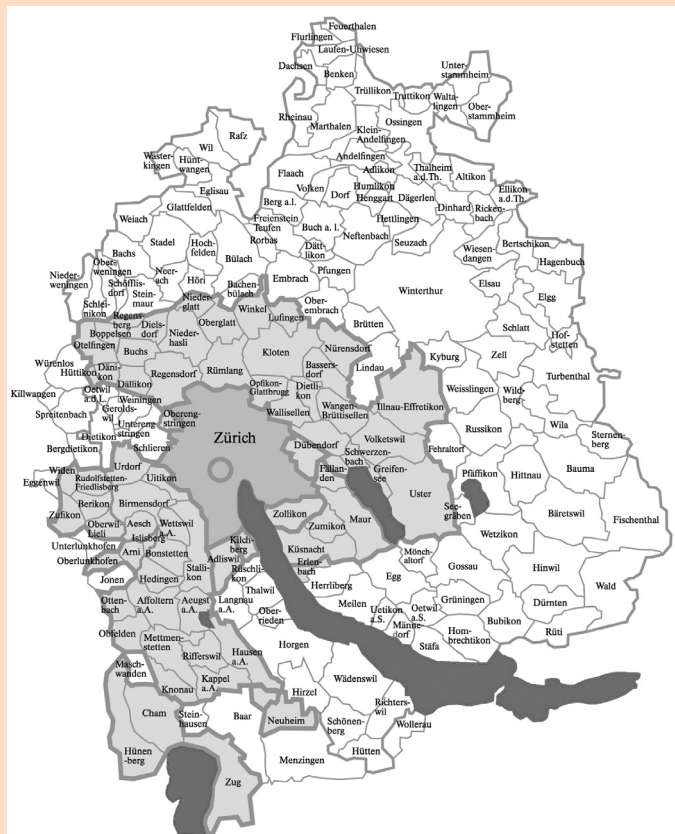 Feuerthalen
Flurlingen
Laufen-Uhwiesen
Dachsen
Benken
Unter-
stammheim
Trüllikon
Truttikon
Walta-
lingen
Ober-
stammheim
Rheinau
Marthalen
Ossingen
Klein-
Andelfingen
Rafz
Wil
Andelfingen
Waster-
kingen
Hünt-
wangen
Adlikon
Thalheim
a.d.Th.
Altikon
Flaach
Humlikon
Ellikon
a.d.Th.
Eglisau
Volken
Dorf
Henggart
Dägerlen
Berg a.l.
Dinhard
Ricken-
bach
Glattfelden
Weiach
Freienstein
Teufen
Buch a. l.
Hettlingen
Stadel
Hoch-
felden
Rorbas
Neftenbach
Seuzach
Bertschikon
Bachs
Bülach
Dätt-
likon
Wiesen-
dangen
Hagenbuch
Nieder-
weningen
Ober-
weningen
Neer-
ach
Pfungen
Schöfflis-
dorf
Höri
Bachen-
bülach
Embrach
Winterthur
Elsau
Elgg
Schlei-
nikon
Stein-
maur
Nieder-
glatt
Ober-
embrach
Regens-
berg
Winkel
Lufingen
Boppelsen
Diels-
dorf
Oberglatt
Brütten
Schlatt
Hof-
stetten
Otelfingen
Nieder-
hasli
Buchs
Kloten
Nürensdorf
Kyburg
Zell
Würenlos
Hüttikon
Däni-
kon
Regensdorf
Rümlang
Bassers-
dorf
Lindau
Turbenthal
Killwangen
Oetwil
a.d.L.
Dällikon
Opfikon-
Glattbrugg
Dietli-
kon
Weisslingen
Wild-
berg
Weiningen
Gerolds-
wil
Spreitenbach
Untereng-
stringen
Obereng-
stringen
Wallisellen
Wangen-
Brüttisellen
Illnau-Effretikon
Wila
Sternen-
berg
Dietikon
Zürich
Russikon
Bergdietikon
Schlieren
Dübendorf
Volketswil
Fehraltorf
Schwerzen-
bach
Urdorf
Widen
Eggenwil
Rudolfstetten-
Friedlisberg
Uitikon
Fällan-
den
Greifen-
see
Pfäffikon
Hittnau
Bauma
Zufikon
Berikon
Birmensdorf
Uster
See-
gräben
Bäretswil
Fischenthal
Oberwil-
Lieli
Aesch
Wettswil
a.A.
Zollikon
Maur
Islisberg
Zumikon
Wetzikon
Unterlunkhofen
Arni
Bonstetten
Kilch-
berg
Küsnacht
Oberlunkhofen
Adliswil
Mönch-
altorf
Stalli-
kon
Rüschli-
kon
Erlen-
bach
Gossau
Hinwil
Jonen
Hedingen
Thalwil
Herrliberg
Egg
Wald
Otten-
bach
Affoltern
a.A.
Aeugst
a.A.
Langnau
a.A.
Ober-
rieden
Meilen
Uetikon
a.S.
Oetwil
a.S.
Grüningen
Dürnten
Obfelden
Männe-
dorf
Bubikon
Rüti
Mettmen-
stetten
Hausen
a.A.
Horgen
Stäfa
Hom-
brechtikon
Masch-
wanden
Rifferswil
Wädenswil
Knonau
Kappel
a.A.
Hirzel
Richters-
wil
Cham
Stein-
hausen
Baar
Neuheim
Schönen-
berg
Wollerau
Hünen
-berg
Hütten
Zug
Menzingen